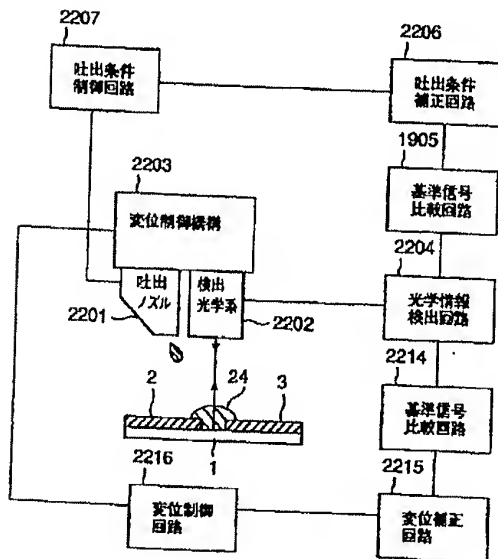 2207
吐出条件
制御回路
2206
吐出条件
補正回路
1905
基準信号
比較回路
2203
変位制御機構
2204
光学情報
検出回路
吐出
ノズル
検出
光学系
2201
2202
2214
基準信号
比較回路
2
24
3
1
2216
変位制御
回路
2215
変位補正
回路